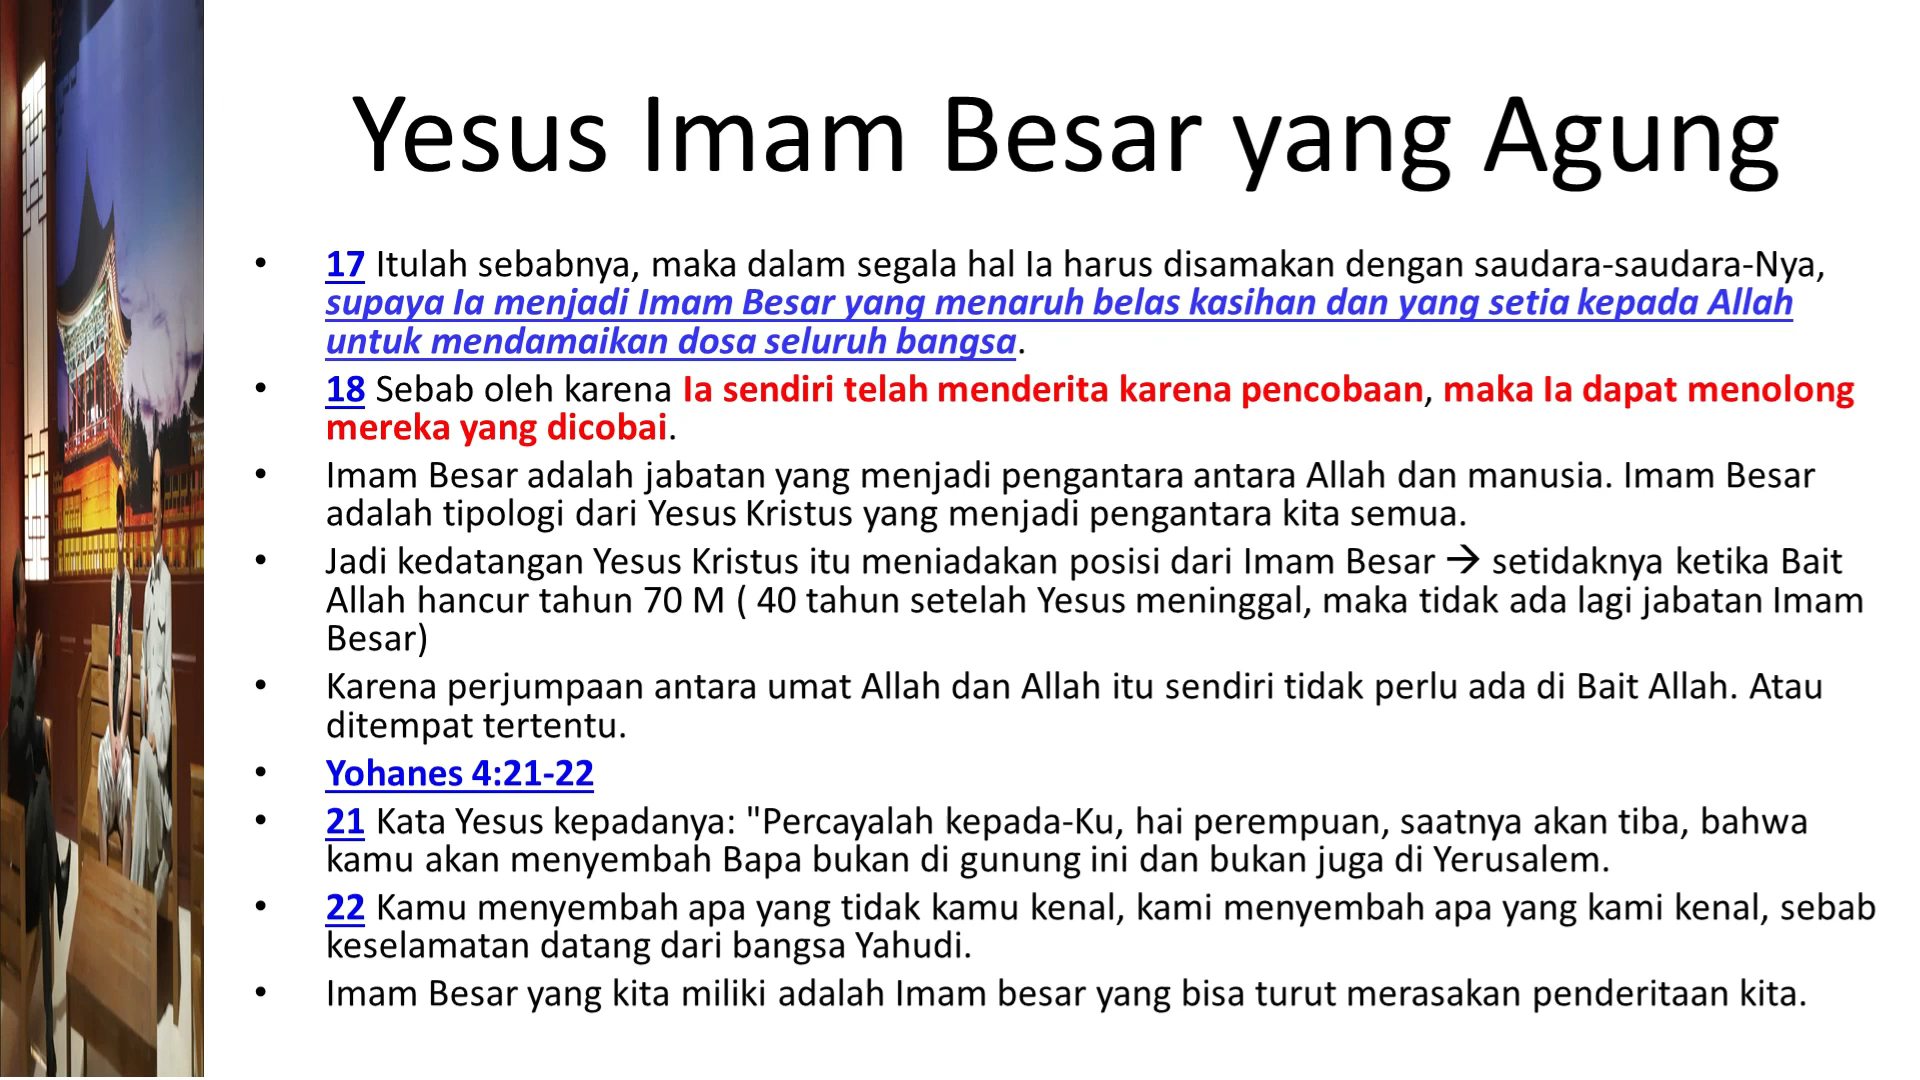 Yesus Imam Besar yang Agung
• 17 Itulah sebabnya, maka dalam segala hal Ia harus disamakan dengan saudara-saudara-Nya,
supaya Ia menjadi Imam Besar yang menaruh belas kasihan dan yang setia kepada Allah
untuk mendamaikan dosa seluruh bangsa.
• 18 Sebab oleh karena Ia sendiri telah menderita karena pencobaan, maka Ia dapat menolong
mereka yang dicobai.
• Imam Besar adalah jabatan yang menjadi pengantara antara Allah dan manusia. Imam Besar
adalah tipologi dari Yesus Kristus yang menjadi pengantara kita semua.
• Jadi kedatangan Yesus Kristus itu meniadakan posisi dari Imam Besar → setidaknya ketika Bait
Allah hancur tahun 70 M ( 40 tahun setelah Yesus meninggal, maka tidak ada lagi jabatan Imam
Besar)
• Karena perjumpaan antara umat Allah dan Allah itu sendiri tidak perlu ada di Bait Allah. Atau
ditempat tertentu.
• Yohanes 4:21-22
• 21 Kata Yesus kepadanya: "Percayalah kepada-Ku, hai perempuan, saatnya akan tiba, bahwa
kamu akan menyembah Bapa bukan di gunung ini dan bukan juga di Yerusalem.
• 22 Kamu menyembah apa yang tidak kamu kenal, kami menyembah apa yang kami kenal, sebab
keselamatan datang dari bangsa Yahudi.
• Imam Besar yang kita miliki adalah Imam besar yang bisa turut merasakan penderitaan kita.